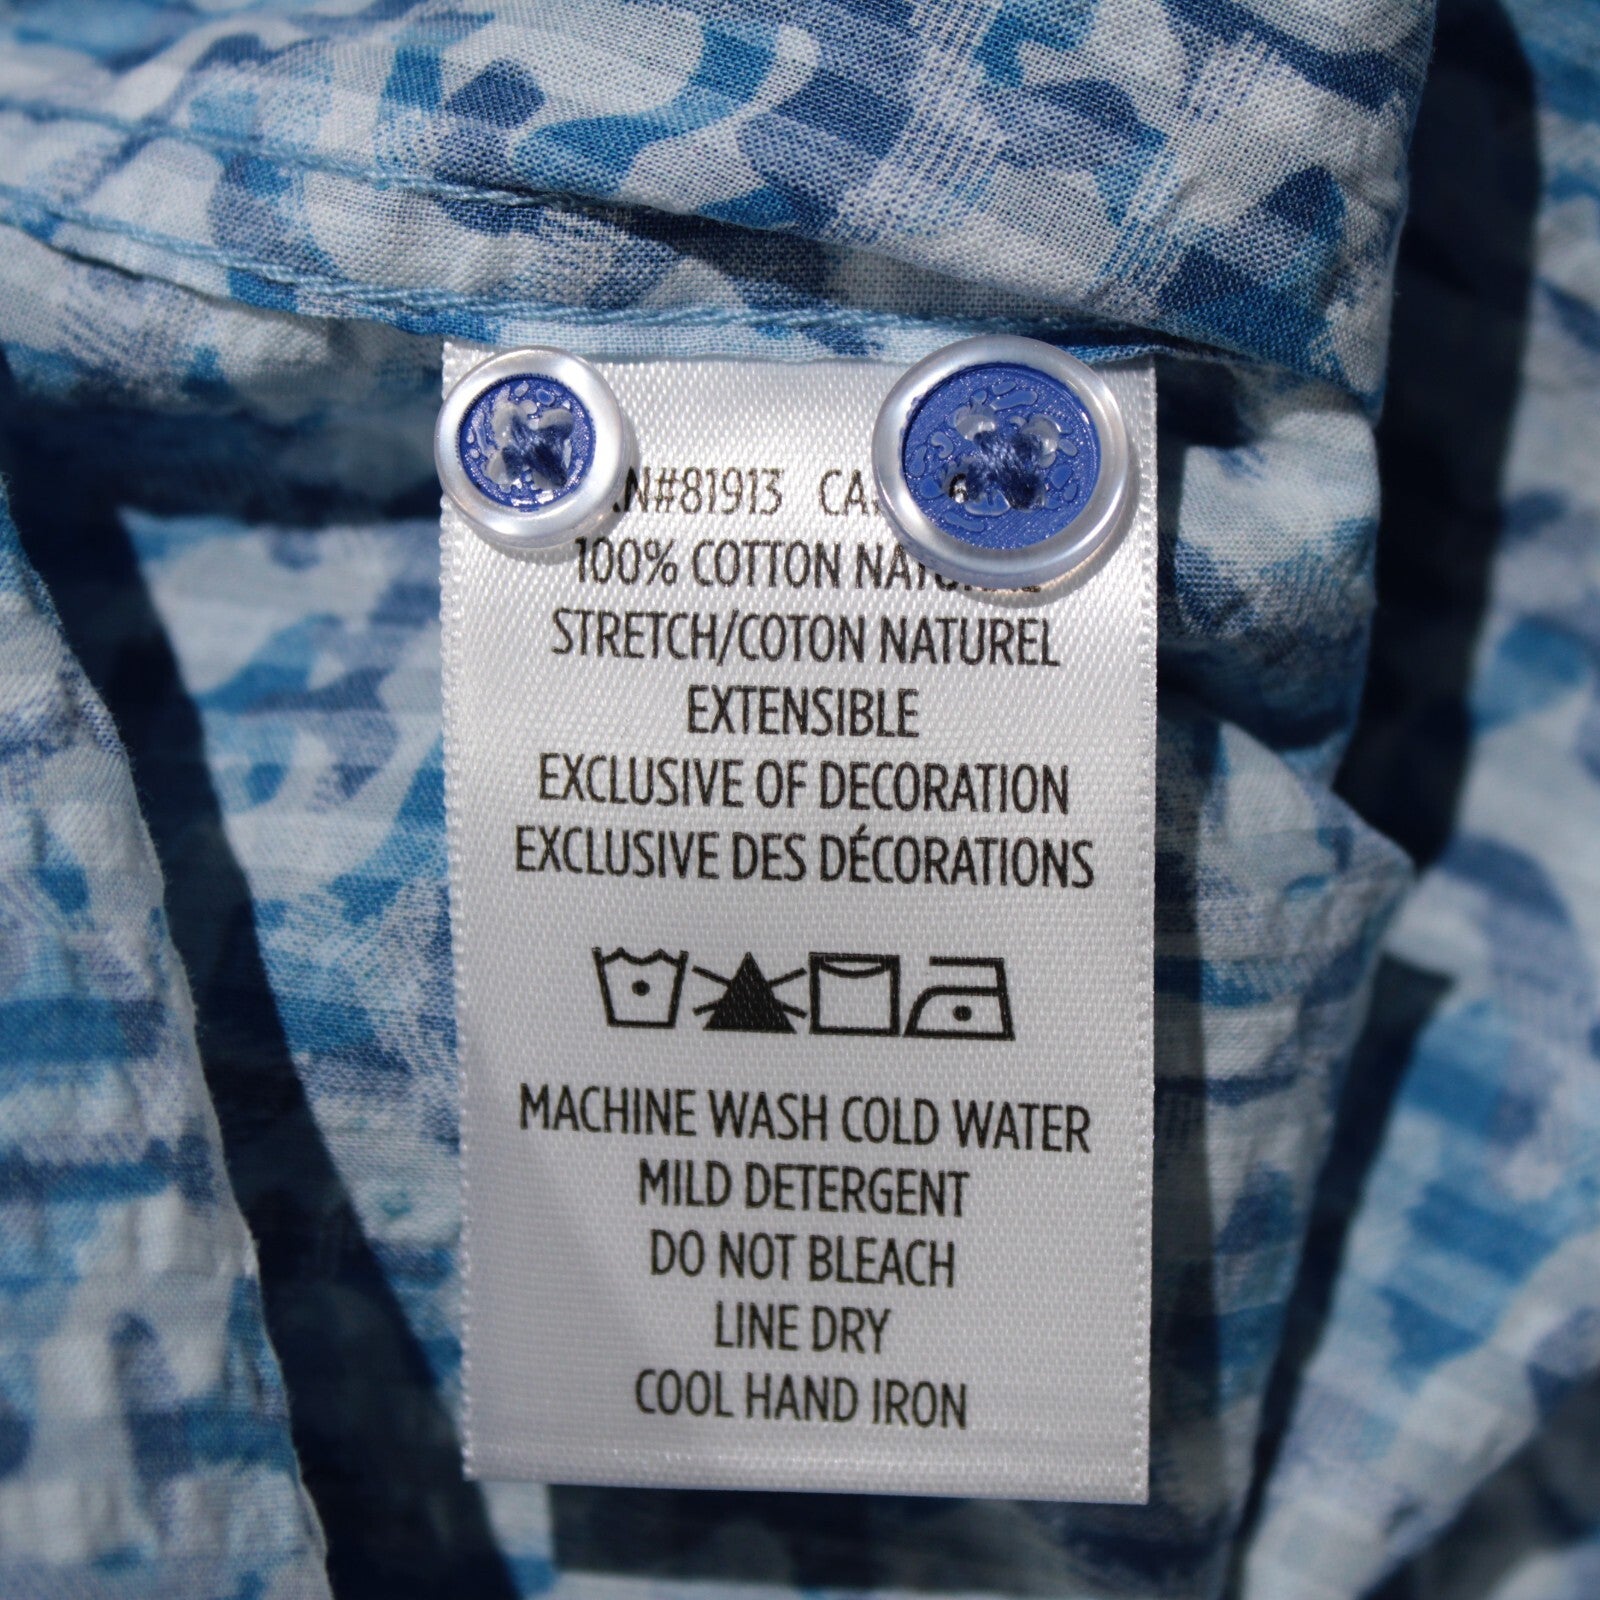 N#81913 CA
100% COTTON NATURAL
STRETCH/COTON NATUREL
EXTENSIBLE
EXCLUSIVE OF DECORATION
EXCLUSIVE DES DÉCORATIONS
MACHINE WASH COLD WATER
MILD DETERGENT
DO NOT BLEACH
LINE DRY
COOL HAND IRON